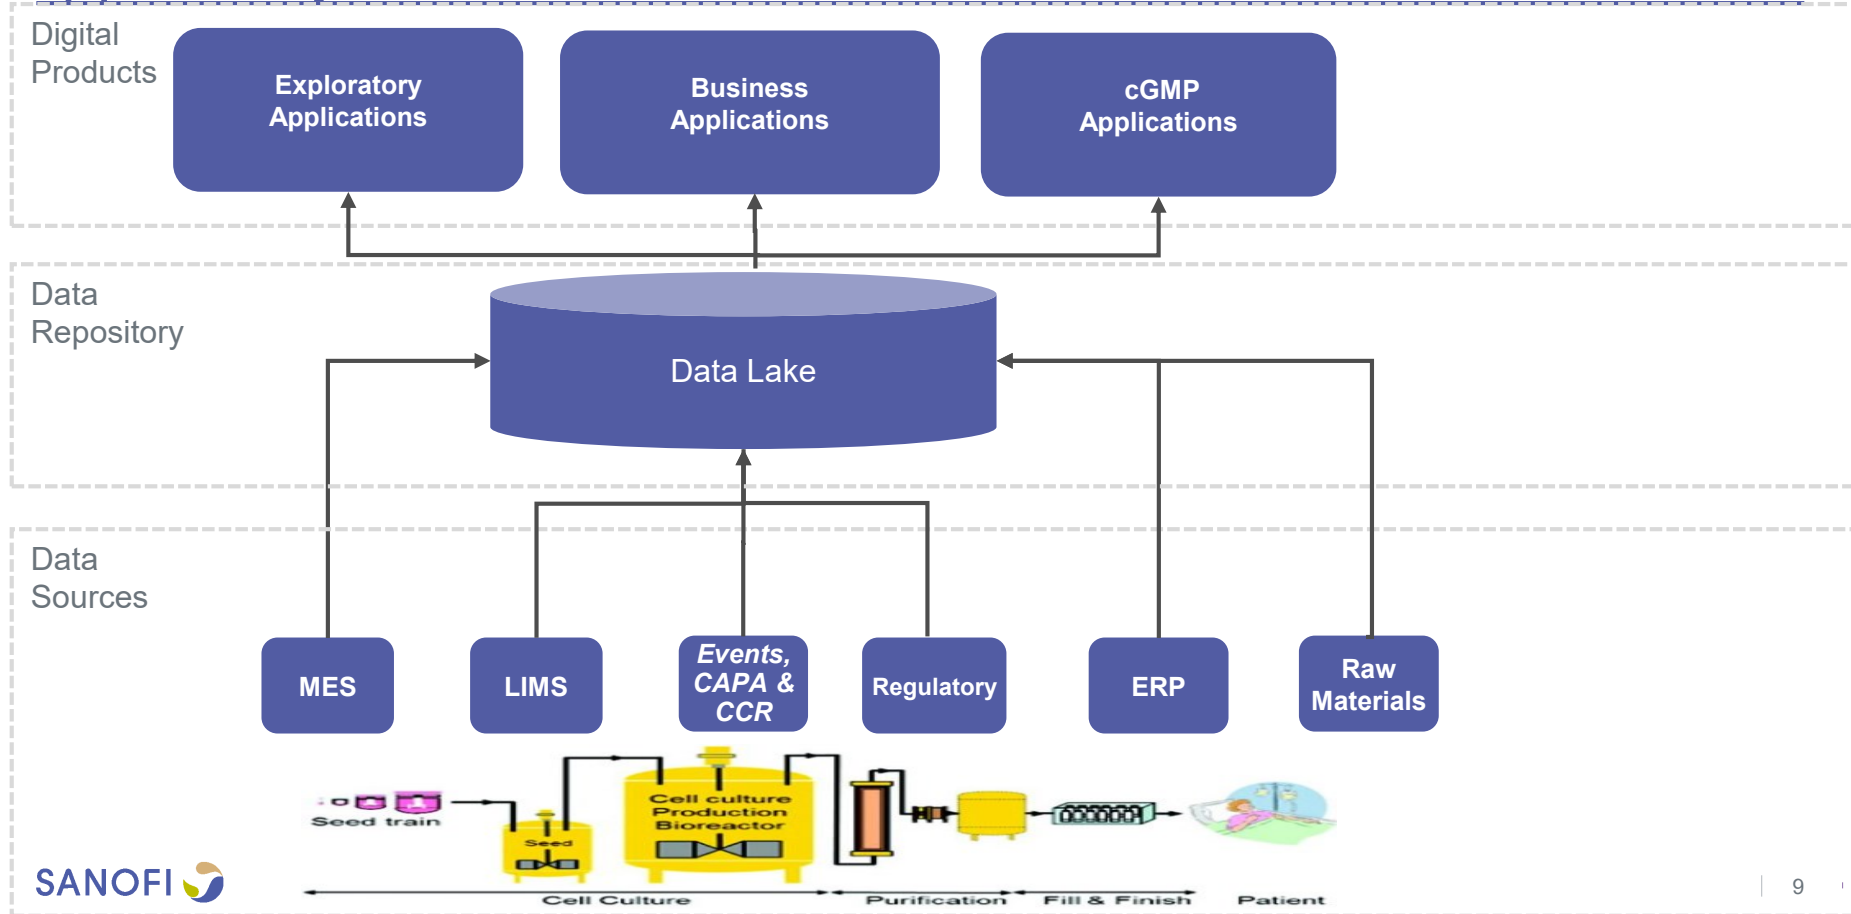 Digital
Products
Exploratory
Applications
Business
Applications
cGMP
Applications
Data
Repository
Data Lake
Data
Sources
MES
LIMS
Events,
CAPA &
CCR
Regulatory
ERP
Raw
Materials
Seed train
Seed
Cell culture
Production
Bioreactor
Cell Culture
Purification
Fill & Finish
Patient
SANOFI
9